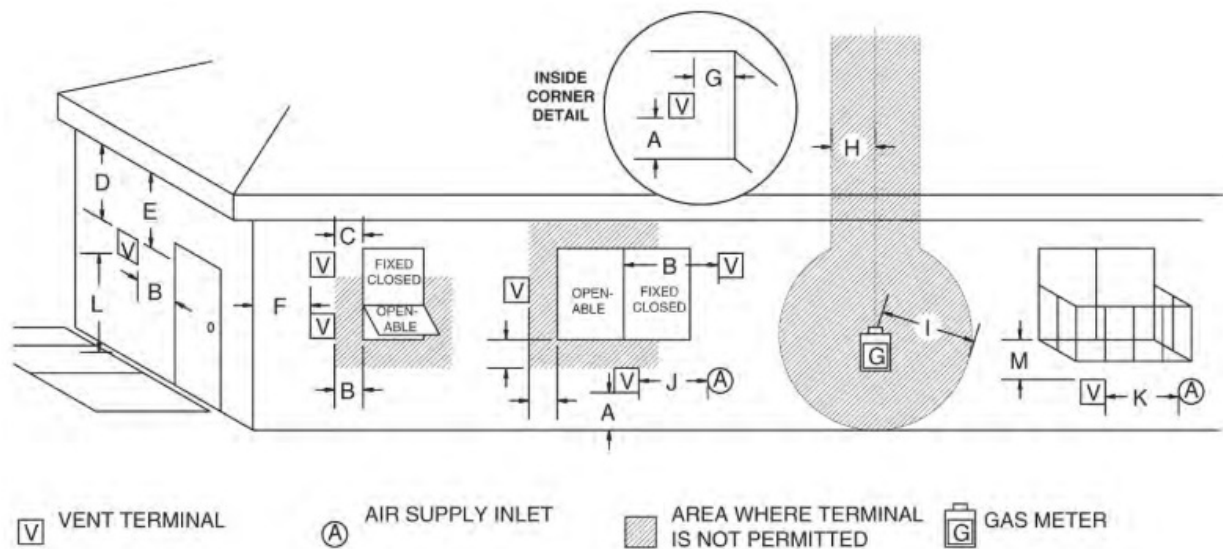 INSIDE
CORNER
DETAIL
G
V
A
H
D
E
V
B
L
C
V
FIXED
CLOSED
OPEN-
ABLE
F
V
B
V
OPEN-
ABLE
B
FIXED
CLOSED
V
V
J
A
A
I
G
M
V
K
A
V VENT TERMINAL
A AIR SUPPLY INLET
AREA WHERE TERMINAL
IS NOT PERMITTED
G GAS METER